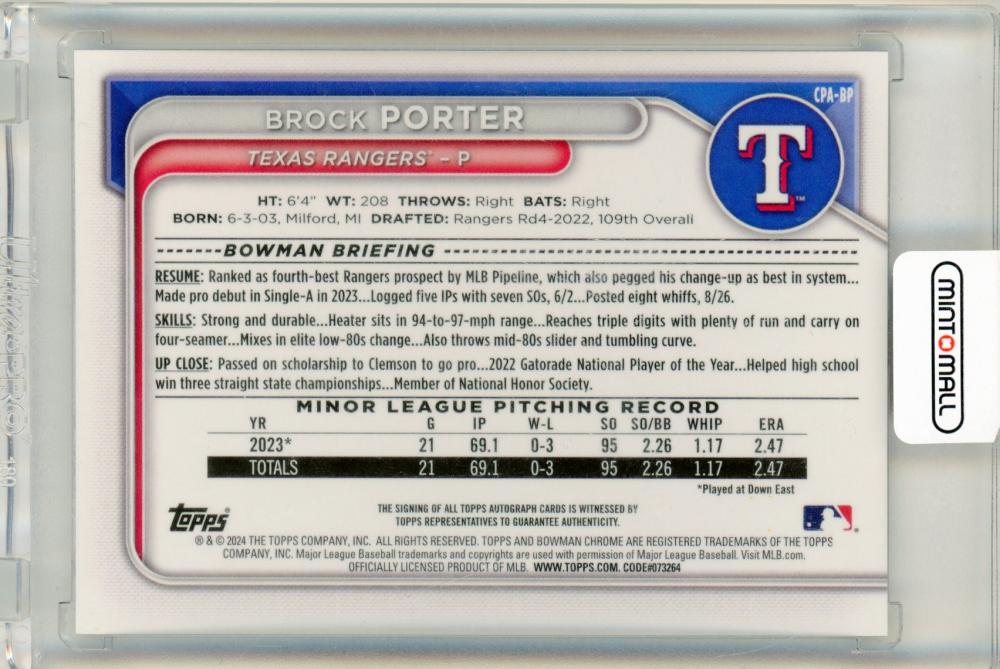 CPA-BP
BROCK PORTER
TEXAS RANGERS® – P
T™
HT: 6'4" WT: 208 THROWS: Right BATS: Right
BORN: 6-3-03, Milford, MI DRAFTED: Rangers Rd4-2022, 109th Overall
BOWMAN BRIEFING
RESUME: Ranked as fourth-best Rangers prospect by MLB Pipeline, which also pegged his change-up as best in system...
Made pro debut in Single-A in 2023...Logged five IPs with seven SOs, 6/2...Posted eight whiffs, 8/26.
SKILLS: Strong and durable...Heater sits in 94-to-97-mph range...Reaches triple digits with plenty of run and carry on
four-seamer...Mixes in elite low-80s change...Also throws mid-80s slider and tumbling curve.
UP CLOSE: Passed on scholarship to Clemson to go pro...2022 Gatorade National Player of the Year...Helped high school
win three straight state championships...Member of National Honor Society.
MINOR LEAGUE PITCHING RECORD
YR G IP W-L SO SO/BB WHIP ERA
2023* 21 69.1 0-3 95 2.26 1.17 2.47
TOTALS 21 69.1 0-3 95 2.26 1.17 2.47
*Played at Down East
topps®
THE SIGNING OF ALL TOPPS AUTOGRAPH CARDS IS WITNESSED BY
TOPPS REPRESENTATIVES TO GUARANTEE AUTHENTICITY.
® & © 2024 THE TOPPS COMPANY, INC. ALL RIGHTS RESERVED. TOPPS AND BOWMAN CHROME ARE REGISTERED TRADEMARKS OF THE TOPPS
COMPANY, INC. Major League Baseball trademarks and copyrights are used with permission of Major League Baseball. Visit MLB.com.
OFFICIALLY LICENSED PRODUCT OF MLB. WWW.TOPPS.COM. CODE#073264
MINTOMALL
Ultra PRO
180